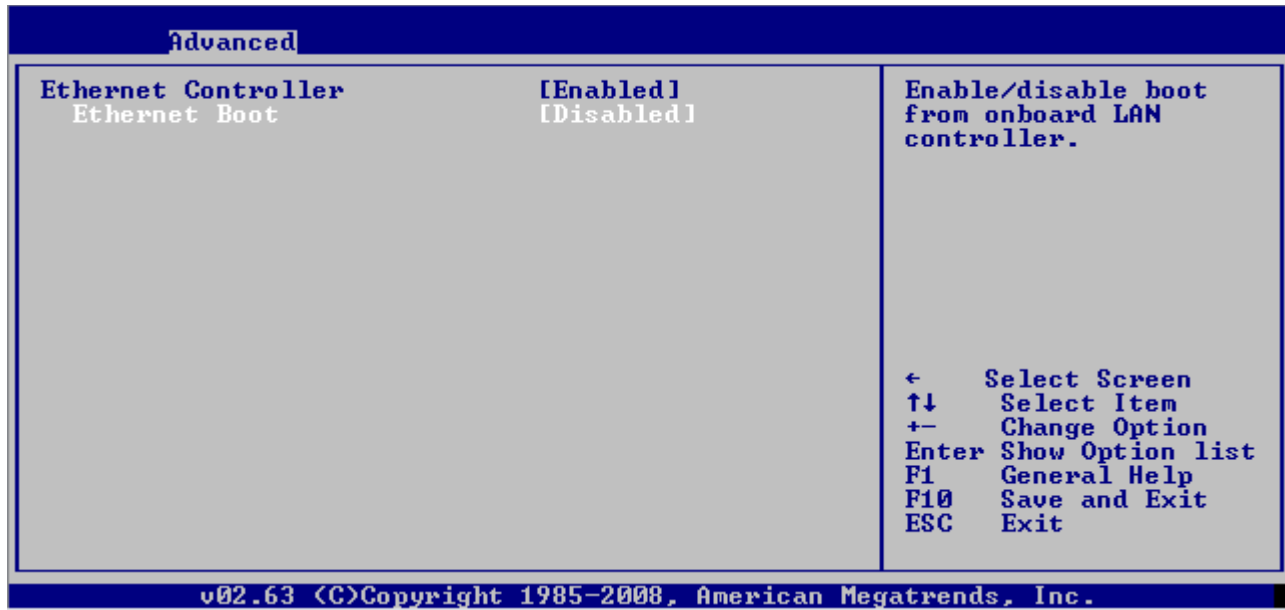 Advanced
Ethernet Controller [Enabled]
Ethernet Boot [Disabled]
Enable/disable boot
from onboard LAN
controller.
← Select Screen
↑↓ Select Item
+- Change Option
Enter Show Option list
F1 General Help
F10 Save and Exit
ESC Exit
v02.63 (C)Copyright 1985-2008, American Megatrends, Inc.